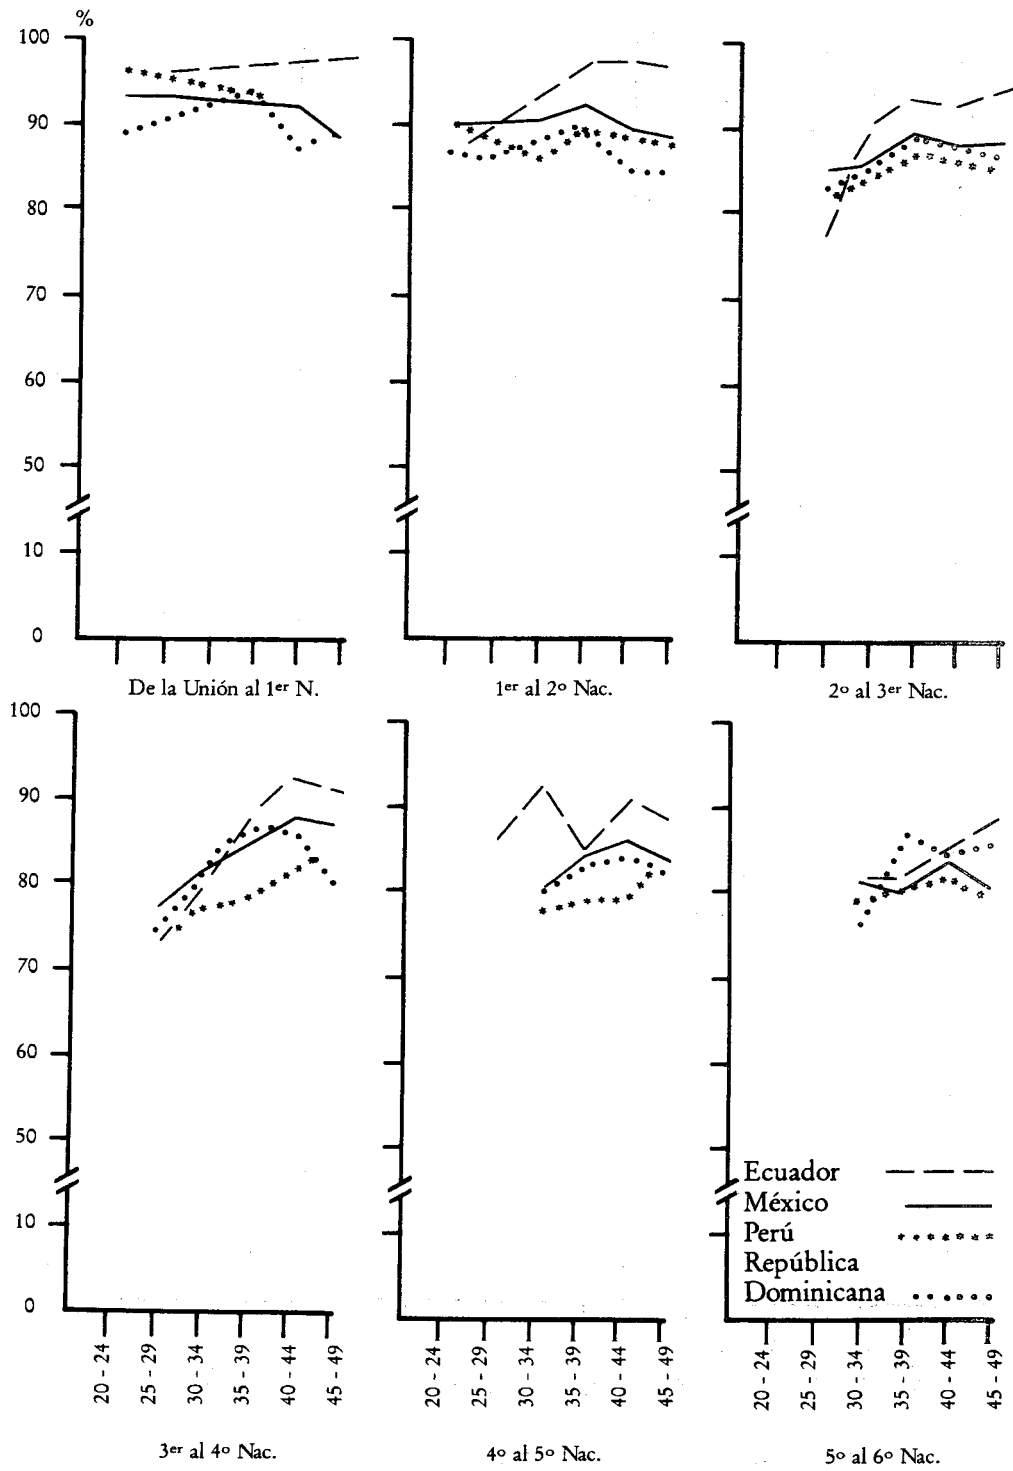 %
100
90
80
70
60
50
10
0
De la Unión al 1er N.
1er al 2º Nac.
2º al 3er Nac.
100
90
80
70
60
50
10
0
Ecuador
México
Perú
República
Dominicana
20 - 24
25 - 29
30 - 34
35 - 39
40 - 44
45 - 49
20 - 24
25 - 29
30 - 34
35 - 39
40 - 44
45 - 49
20 - 24
25 - 29
30 - 34
35 - 39
40 - 44
45 - 49
3er al 4º Nac.
4º al 5º Nac.
5º al 6º Nac.